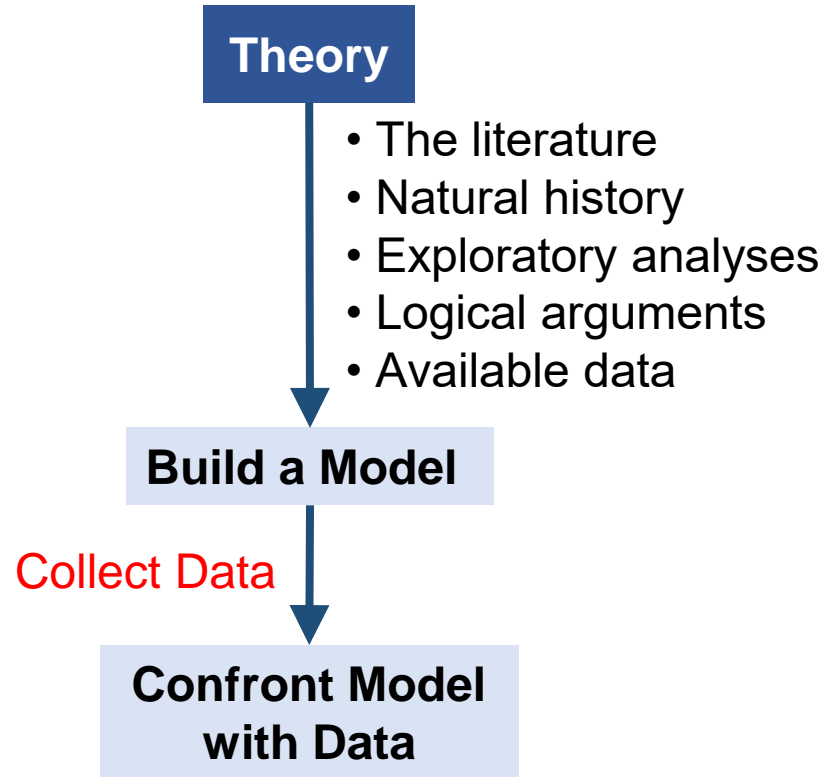 Theory
• The literature
• Natural history
• Exploratory analyses
• Logical arguments
• Available data
Build a Model
Collect Data
Confront Model
with Data